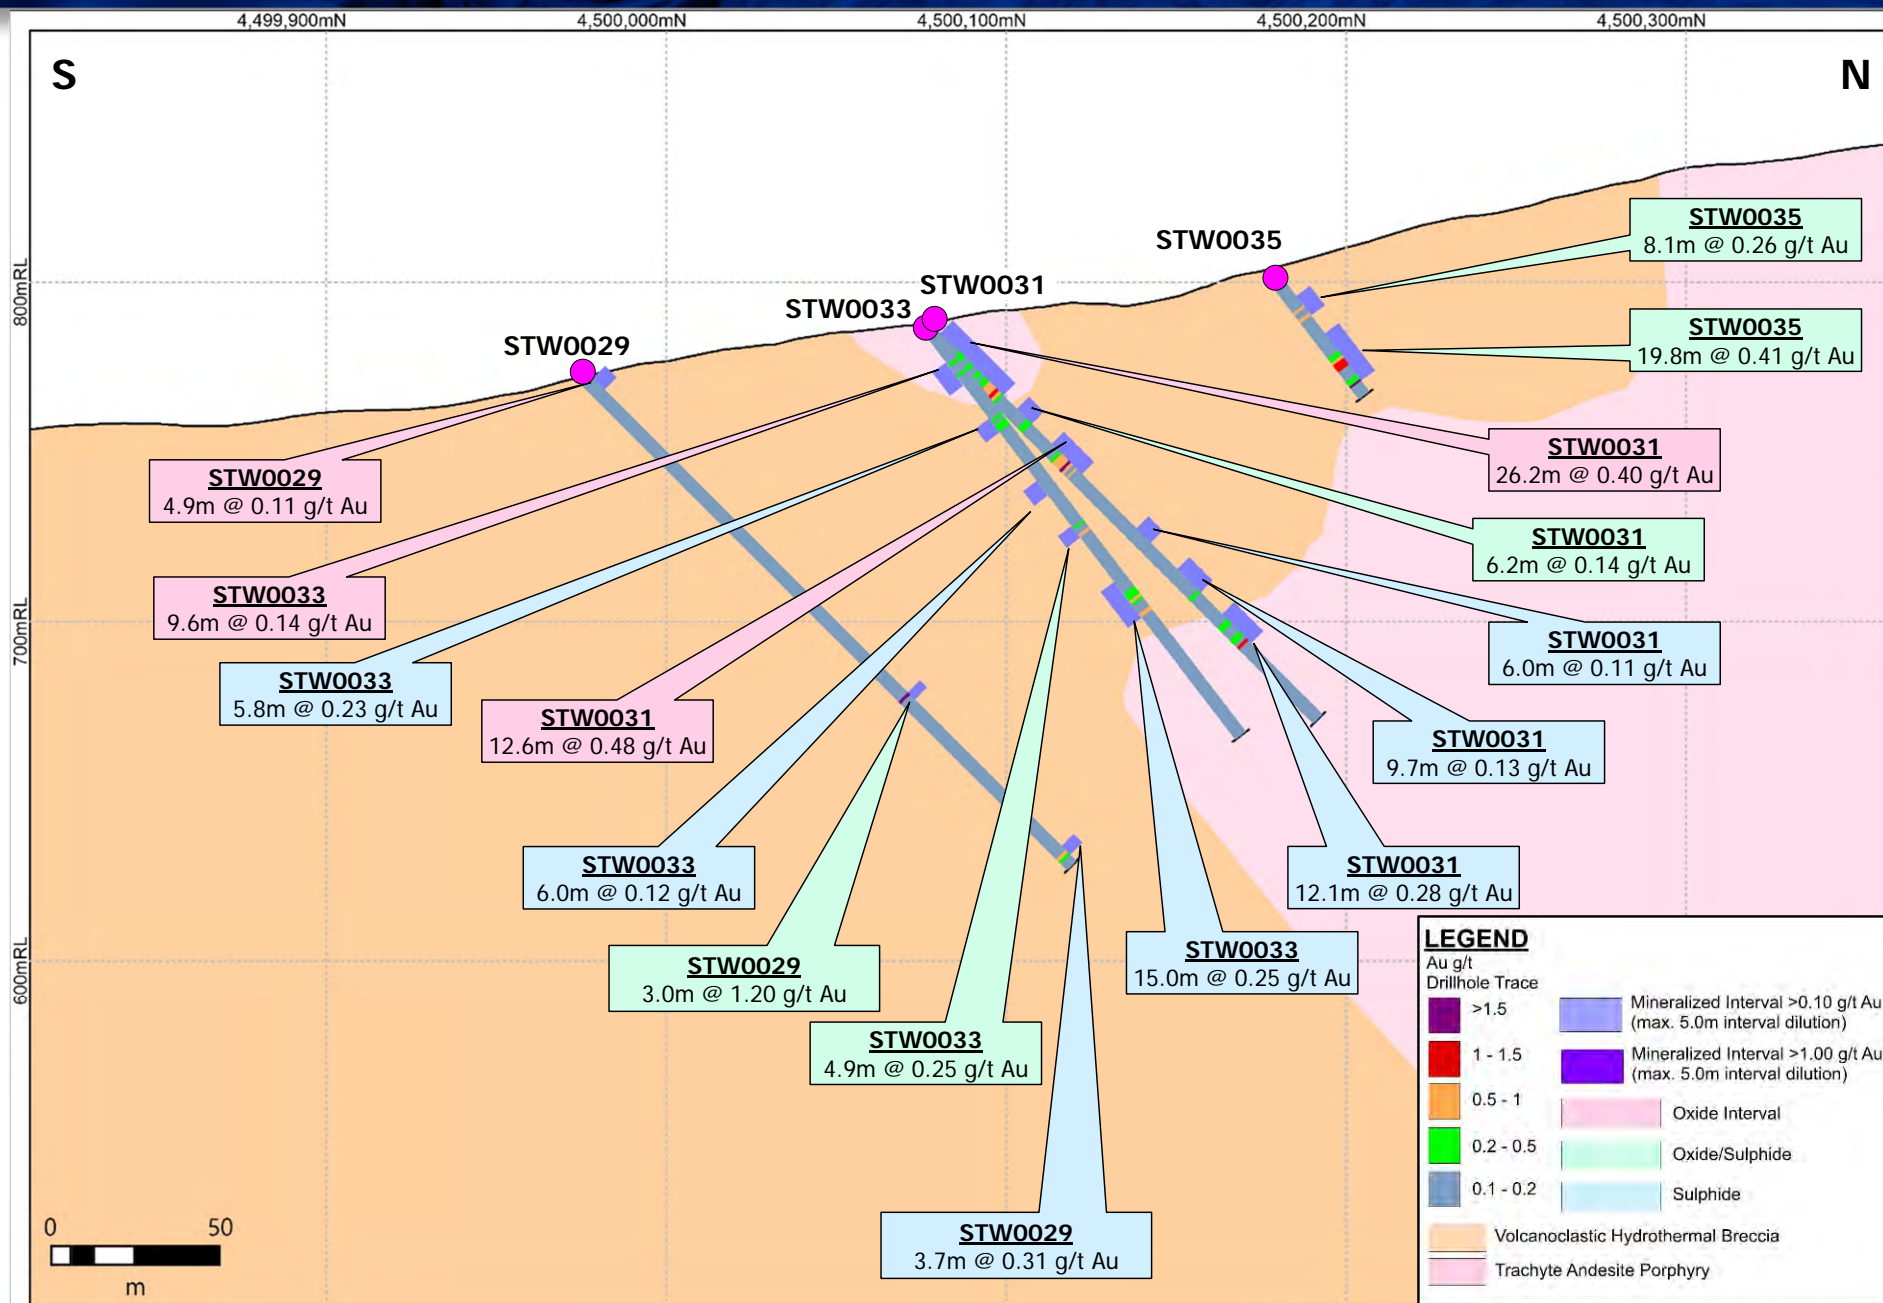 4,499,900mN
4,500,000mN
4,500,100mN
4,500,200mN
4,500,300mN
S
N
800mRL
700mRL
600mRL
STW0035
STW0031
STW0033
STW0029
STW0035
8.1m @ 0.26 g/t Au
STW0035
19.8m @ 0.41 g/t Au
STW0031
26.2m @ 0.40 g/t Au
STW0029
4.9m @ 0.11 g/t Au
STW0031
6.2m @ 0.14 g/t Au
STW0033
9.6m @ 0.14 g/t Au
STW0031
6.0m @ 0.11 g/t Au
STW0033
5.8m @ 0.23 g/t Au
STW0031
12.6m @ 0.48 g/t Au
STW0031
9.7m @ 0.13 g/t Au
STW0033
6.0m @ 0.12 g/t Au
STW0031
12.1m @ 0.28 g/t Au
STW0029
3.0m @ 1.20 g/t Au
STW0033
15.0m @ 0.25 g/t Au
STW0033
4.9m @ 0.25 g/t Au
STW0029
3.7m @ 0.31 g/t Au
0 50
m
LEGEND
Au g/t
Drillhole Trace
>1.5
1 - 1.5
0.5 - 1
0.2 - 0.5
0.1 - 0.2
Mineralized Interval >0.10 g/t Au
(max. 5.0m interval dilution)
Mineralized Interval >1.00 g/t Au
(max. 5.0m interval dilution)
Oxide Interval
Oxide/Sulphide
Sulphide
Volcanoclastic Hydrothermal Breccia
Trachyte Andesite Porphyry